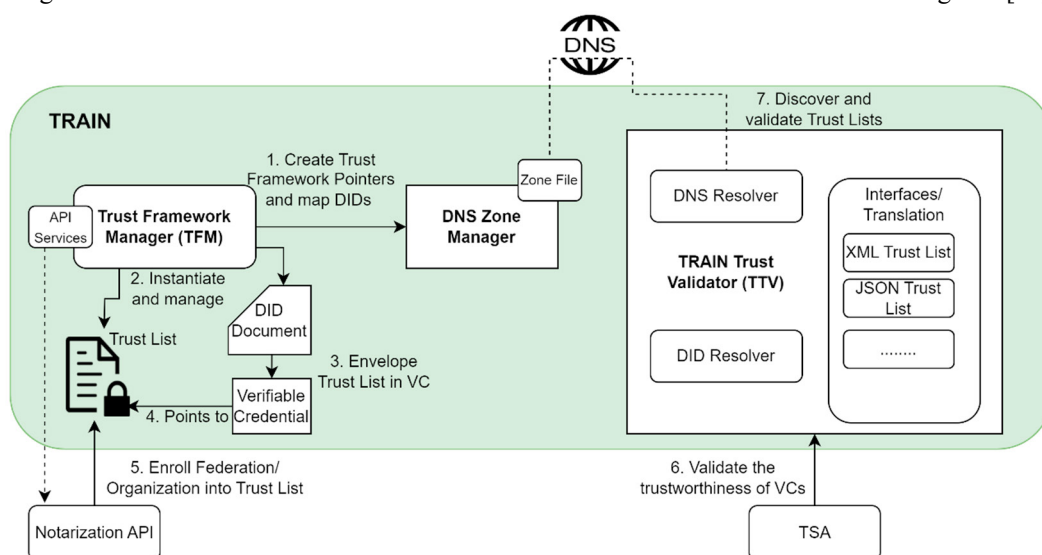 DNS
7. Discover and
validate Trust Lists
TRAIN
1. Create Trust
Framework Pointers
and map DIDs
Zone File
API
Services
Trust Framework
Manager (TFM)
DNS Zone
Manager
DNS Resolver
Interfaces/
Translation
XML Trust List
JSON Trust
List
........
TRAIN Trust
Validator (TTV)
DID Resolver
2. Instantiate
and manage
DID
Document
Trust List
3. Envelope
Trust List in VC
Verifiable
Credential
4. Points to
5. Enroll Federation/
Organization into Trust List
6. Validate the
trustworthiness of VCs
Notarization API
TSA